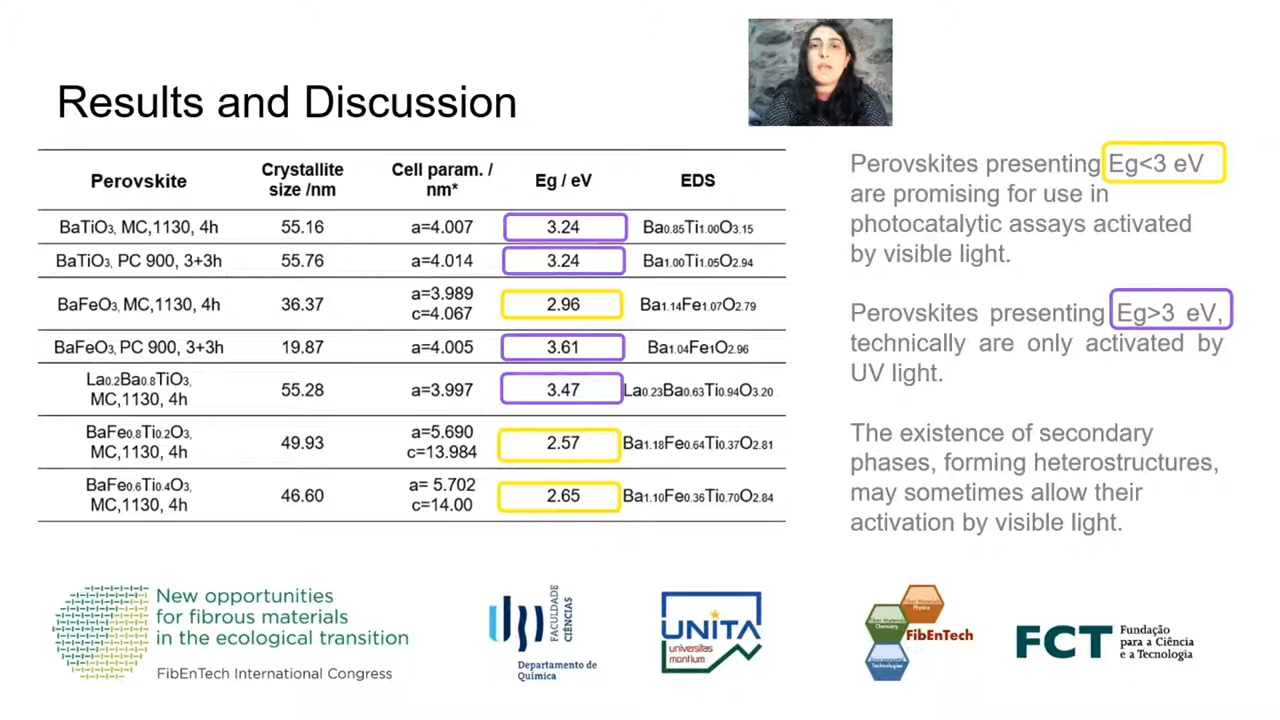 Results and Discussion
Perovskite Crystallite size /nm Cell param. / nm* Eg / eV EDS
BaTiO₃, MC,1130, 4h 55.16 a=4.007 3.24 Ba₀.₈₅Ti₁.₀₀O₃.₁₅
BaTiO₃, PC 900, 3+3h 55.76 a=4.014 3.24 Ba₁.₀₀Ti₁.₀₅O₂.₉₄
BaFeO₃, MC,1130, 4h 36.37 a=3.989 c=4.067 2.96 Ba₁.₁₄Fe₁.₀₇O₂.₇₉
BaFeO₃, PC 900, 3+3h 19.87 a=4.005 3.61 Ba₁.₀₄Fe₁O₂.₉₆
La₀.₂Ba₀.₈TiO₃, MC,1130, 4h 55.28 a=3.997 3.47 La₀.₂₃Ba₀.₆₃Ti₀.₉₄O₃.₂₀
BaFe₀.₈Ti₀.₂O₃, MC,1130, 4h 49.93 a=5.690 c=13.984 2.57 Ba₁.₁₈Fe₀.₆₄Ti₀.₃₇O₂.₈₁
BaFe₀.₆Ti₀.₄O₃, MC,1130, 4h 46.60 a= 5.702 c=14.00 2.65 Ba₁.₁₀Fe₀.₃₆Ti₀.₇₀O₂.₈₄
Perovskites presenting Eg<3 eV
are promising for use in
photocatalytic assays activated
by visible light.
Perovskites presenting Eg>3 eV,
technically are only activated by
UV light.
The existence of secondary
phases, forming heterostructures,
may sometimes allow their
activation by visible light.
New opportunities
for fibrous materials
in the ecological transition
FibEnTech International Congress
FACULDADE
CIÊNCIAS
Departamento de
Química
UNITA
universitas
montium
Fiber Materials
Physics
Fiber Materials
Chemistry
Technologies
FibEnTech
FCT
Fundação
para a Ciência
e a Tecnologia